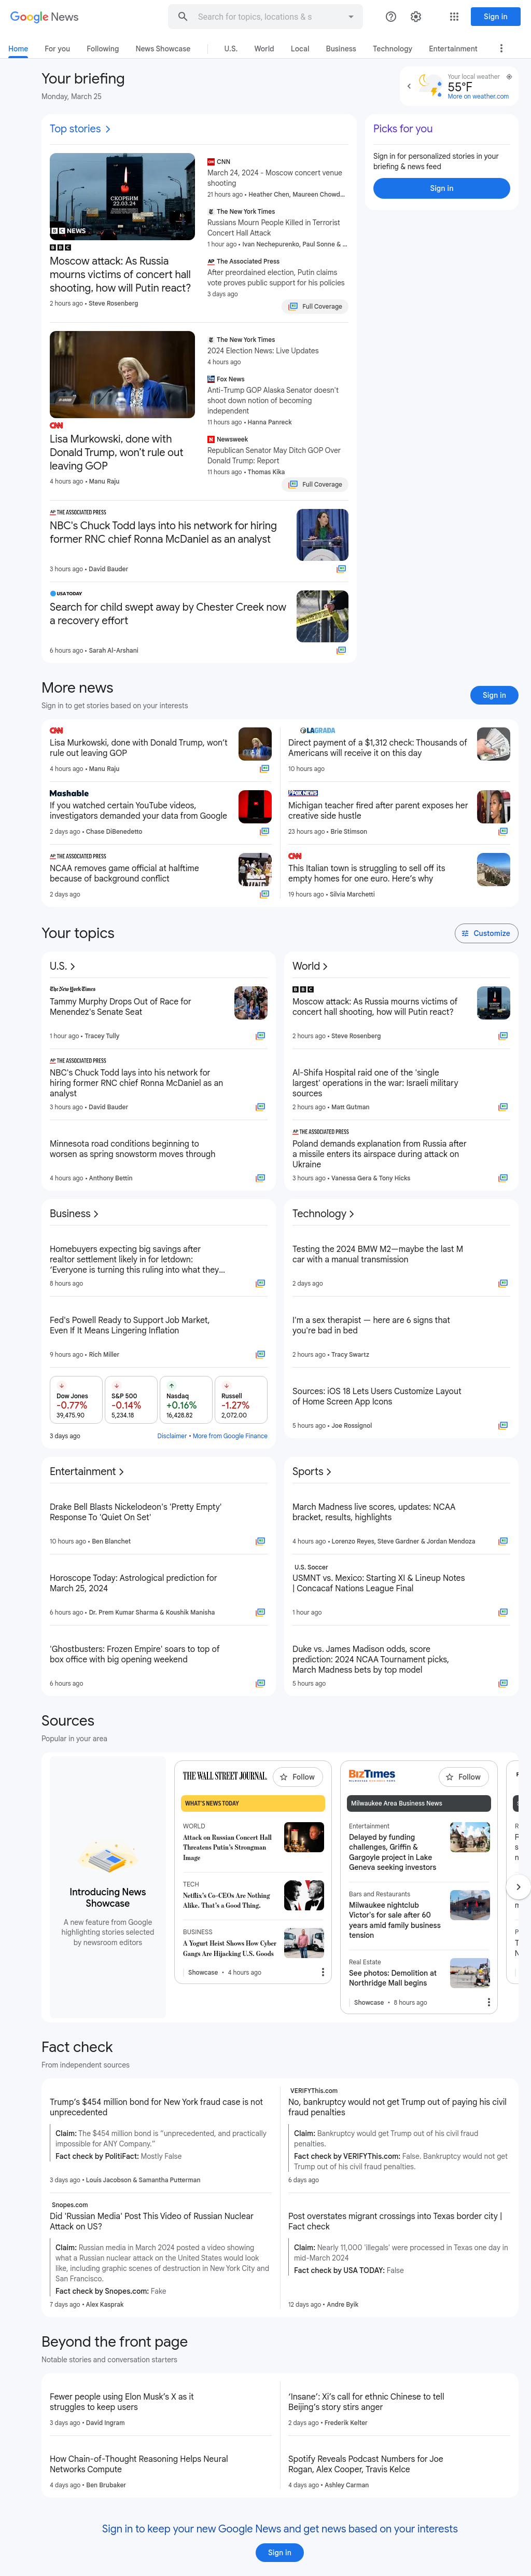 Google News
Search for topics, locations & s
Sign in
Home
For you
Following
News Showcase
U.S.
World
Local
Business
Technology
Entertainment
Your briefing
Monday, March 25
Your local weather
55°F
More on weather.com
Top stories
СКОРБИМ
22.03.24
BBC NEWS
BBC
Moscow attack: As Russia
mourns victims of concert hall
shooting, how will Putin react?
2 hours ago • Steve Rosenberg
CNN
March 24, 2024 - Moscow concert venue
shooting
21 hours ago • Heather Chen, Maureen Chowd...
The New York Times
Russians Mourn People Killed in Terrorist
Concert Hall Attack
1 hour ago • Ivan Nechepurenko, Paul Sonne & ...
AP The Associated Press
After preordained election, Putin claims
vote proves public support for his policies
3 days ago
Full Coverage
Picks for you
Sign in for personalized stories in your
briefing & news feed
Sign in
CNN
Lisa Murkowski, done with
Donald Trump, won't rule out
leaving GOP
4 hours ago • Manu Raju
The New York Times
2024 Election News: Live Updates
4 hours ago
Fox News
Anti-Trump GOP Alaska Senator doesn't
shoot down notion of becoming
independent
11 hours ago • Hanna Panreck
N Newsweek
Republican Senator May Ditch GOP Over
Donald Trump: Report
11 hours ago • Thomas Kika
Full Coverage
AP THE ASSOCIATED PRESS
NBC's Chuck Todd lays into his network for hiring
former RNC chief Ronna McDaniel as an analyst
3 hours ago • David Bauder
USA TODAY
Search for child swept away by Chester Creek now
a recovery effort
6 hours ago • Sarah Al-Arshani
More news
Sign in to get stories based on your interests
Sign in
CNN
Lisa Murkowski, done with Donald Trump, won't
rule out leaving GOP
4 hours ago • Manu Raju
LAGRADA
Direct payment of a $1,312 check: Thousands of
Americans will receive it on this day
10 hours ago
Mashable
If you watched certain YouTube videos,
investigators demanded your data from Google
2 days ago • Chase DiBenedetto
FOX NEWS
Michigan teacher fired after parent exposes her
creative side hustle
23 hours ago • Brie Stimson
AP THE ASSOCIATED PRESS
NCAA removes game official at halftime
because of background conflict
2 days ago
CNN
This Italian town is struggling to sell off its
empty homes for one euro. Here's why
19 hours ago • Silvia Marchetti
Your topics
Customize
U.S.
The New York Times
Tammy Murphy Drops Out of Race for
Menendez's Senate Seat
1 hour ago • Tracey Tully
AP THE ASSOCIATED PRESS
NBC's Chuck Todd lays into his network for
hiring former RNC chief Ronna McDaniel as an
analyst
3 hours ago • David Bauder
Minnesota road conditions beginning to
worsen as spring snowstorm moves through
4 hours ago • Anthony Bettin
World
BBC
Moscow attack: As Russia mourns victims of
concert hall shooting, how will Putin react?
2 hours ago • Steve Rosenberg
Al-Shifa Hospital raid one of the 'single
largest' operations in the war: Israeli military
sources
2 hours ago • Matt Gutman
AP THE ASSOCIATED PRESS
Poland demands explanation from Russia after
a missile enters its airspace during attack on
Ukraine
3 hours ago • Vanessa Gera & Tony Hicks
Business
Homebuyers expecting big savings after
realtor settlement likely in for letdown:
'Everyone is turning this ruling into what they...
8 hours ago
Fed's Powell Ready to Support Job Market,
Even If It Means Lingering Inflation
9 hours ago • Rich Miller
Dow Jones
-0.77%
39,475.90
S&P 500
-0.14%
5,234.18
Nasdaq
+0.16%
16,428.82
Russell
-1.27%
2,072.00
3 days ago
Disclaimer • More from Google Finance
Technology
Testing the 2024 BMW M2—maybe the last M
car with a manual transmission
2 days ago
I'm a sex therapist — here are 6 signs that
you're bad in bed
2 hours ago • Tracy Swartz
Sources: iOS 18 Lets Users Customize Layout
of Home Screen App Icons
5 hours ago • Joe Rossignol
Entertainment
Drake Bell Blasts Nickelodeon's 'Pretty Empty'
Response To 'Quiet On Set'
10 hours ago • Ben Blanchet
Horoscope Today: Astrological prediction for
March 25, 2024
6 hours ago • Dr. Prem Kumar Sharma & Koushik Manisha
'Ghostbusters: Frozen Empire' soars to top of
box office with big opening weekend
6 hours ago
Sports
March Madness live scores, updates: NCAA
bracket, results, highlights
4 hours ago • Lorenzo Reyes, Steve Gardner & Jordan Mendoza
U.S. Soccer
USMNT vs. Mexico: Starting XI & Lineup Notes
| Concacaf Nations League Final
1 hour ago
Duke vs. James Madison odds, score
prediction: 2024 NCAA Tournament picks,
March Madness bets by top model
5 hours ago
Sources
Popular in your area
Introducing News
Showcase
A new feature from Google
highlighting stories selected
by newsroom editors
THE WALL STREET JOURNAL.
Follow
WHAT'S NEWS TODAY
WORLD
Attack on Russian Concert Hall
Threatens Putin's Strongman
Image
TECH
Netflix's Co-CEOs Are Nothing
Alike. That's a Good Thing.
BUSINESS
A Yogurt Heist Shows How Cyber
Gangs Are Hijacking U.S. Goods
Showcase • 4 hours ago
BizTimes
Follow
Milwaukee Area Business News
Entertainment
Delayed by funding
challenges, Griffin &
Gargoyle project in Lake
Geneva seeking investors
Bars and Restaurants
Milwaukee nightclub
Victor's for sale after 60
years amid family business
tension
Real Estate
See photos: Demolition at
Northridge Mall begins
Showcase • 8 hours ago
Fact check
From independent sources
Trump's $454 million bond for New York fraud case is not
unprecedented
Claim: The $454 million bond is "unprecedented, and practically
impossible for ANY Company."
Fact check by PolitiFact: Mostly False
3 days ago • Louis Jacobson & Samantha Putterman
VERIFYThis.com
No, bankruptcy would not get Trump out of paying his civil
fraud penalties
Claim: Bankruptcy would get Trump out of his civil fraud
penalties.
Fact check by VERIFYThis.com: False. Bankruptcy would not get
Trump out of his civil fraud penalties.
6 days ago
Snopes.com
Did 'Russian Media' Post This Video of Russian Nuclear
Attack on US?
Claim: Russian media in March 2024 posted a video showing
what a Russian nuclear attack on the United States would look
like, including graphic scenes of destruction in New York City and
San Francisco.
Fact check by Snopes.com: Fake
7 days ago • Alex Kasprak
Post overstates migrant crossings into Texas border city |
Fact check
Claim: Nearly 11,000 'illegals' were processed in Texas one day in
mid-March 2024
Fact check by USA TODAY: False
12 days ago • Andre Byik
Beyond the front page
Notable stories and conversation starters
Fewer people using Elon Musk's X as it
struggles to keep users
3 days ago • David Ingram
'Insane': Xi's call for ethnic Chinese to tell
Beijing's story stirs anger
2 days ago • Frederik Kelter
How Chain-of-Thought Reasoning Helps Neural
Networks Compute
4 days ago • Ben Brubaker
Spotify Reveals Podcast Numbers for Joe
Rogan, Alex Cooper, Travis Kelce
4 days ago • Ashley Carman
Sign in to keep your new Google News and get news based on your interests
Sign in